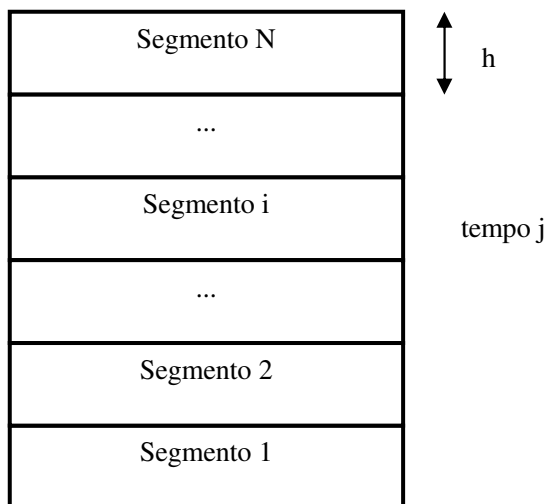 Segmento N
h
...
Segmento i
tempo j
...
Segmento 2
Segmento 1